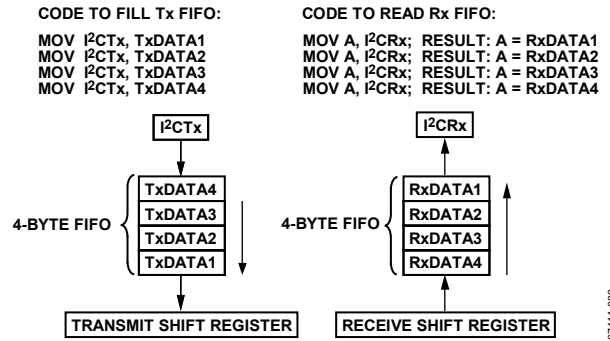 CODE TO FILL Tx FIFO:
MOV I²CTx, TxDATA1
MOV I²CTx, TxDATA2
MOV I²CTx, TxDATA3
MOV I²CTx, TxDATA4
I²CTx
4-BYTE FIFO
TxDATA4
TxDATA3
TxDATA2
TxDATA1
TRANSMIT SHIFT REGISTER
CODE TO READ Rx FIFO:
MOV A, I²CRx; RESULT: A = RxDATA1
MOV A, I²CRx; RESULT: A = RxDATA2
MOV A, I²CRx; RESULT: A = RxDATA3
MOV A, I²CRx; RESULT: A = RxDATA4
I²CRx
4-BYTE FIFO
RxDATA1
RxDATA2
RxDATA3
RxDATA4
RECEIVE SHIFT REGISTER